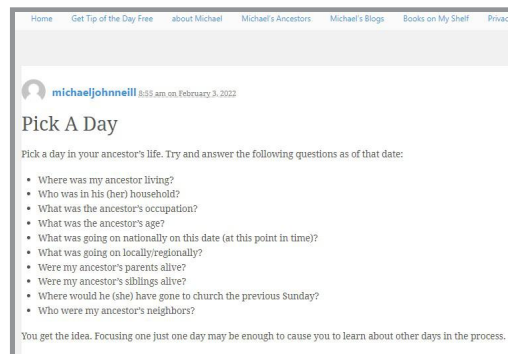 Home Get Tip of the Day Free about Michael Michael's Ancestors Michael's Blogs Books on My Shelf
michaeljohnneill 8:55 am on February 3, 2022
Pick A Day
Pick a day in your ancestor's life. Try and answer the following questions as of that date:
• Where was my ancestor living?
• Who was in his (her) household?
• What was the ancestor's occupation?
• What was the ancestor's age?
• What was going on nationally on this date (at this point in time)?
• What was going on locally/regionally?
• Were my ancestor's parents alive?
• Were my ancestor's siblings alive?
• Where would he (she) have gone to church the previous Sunday?
• Who were my ancestor's neighbors?
You get the idea. Focusing one just one day may be enough to cause you to learn about other days in the process.